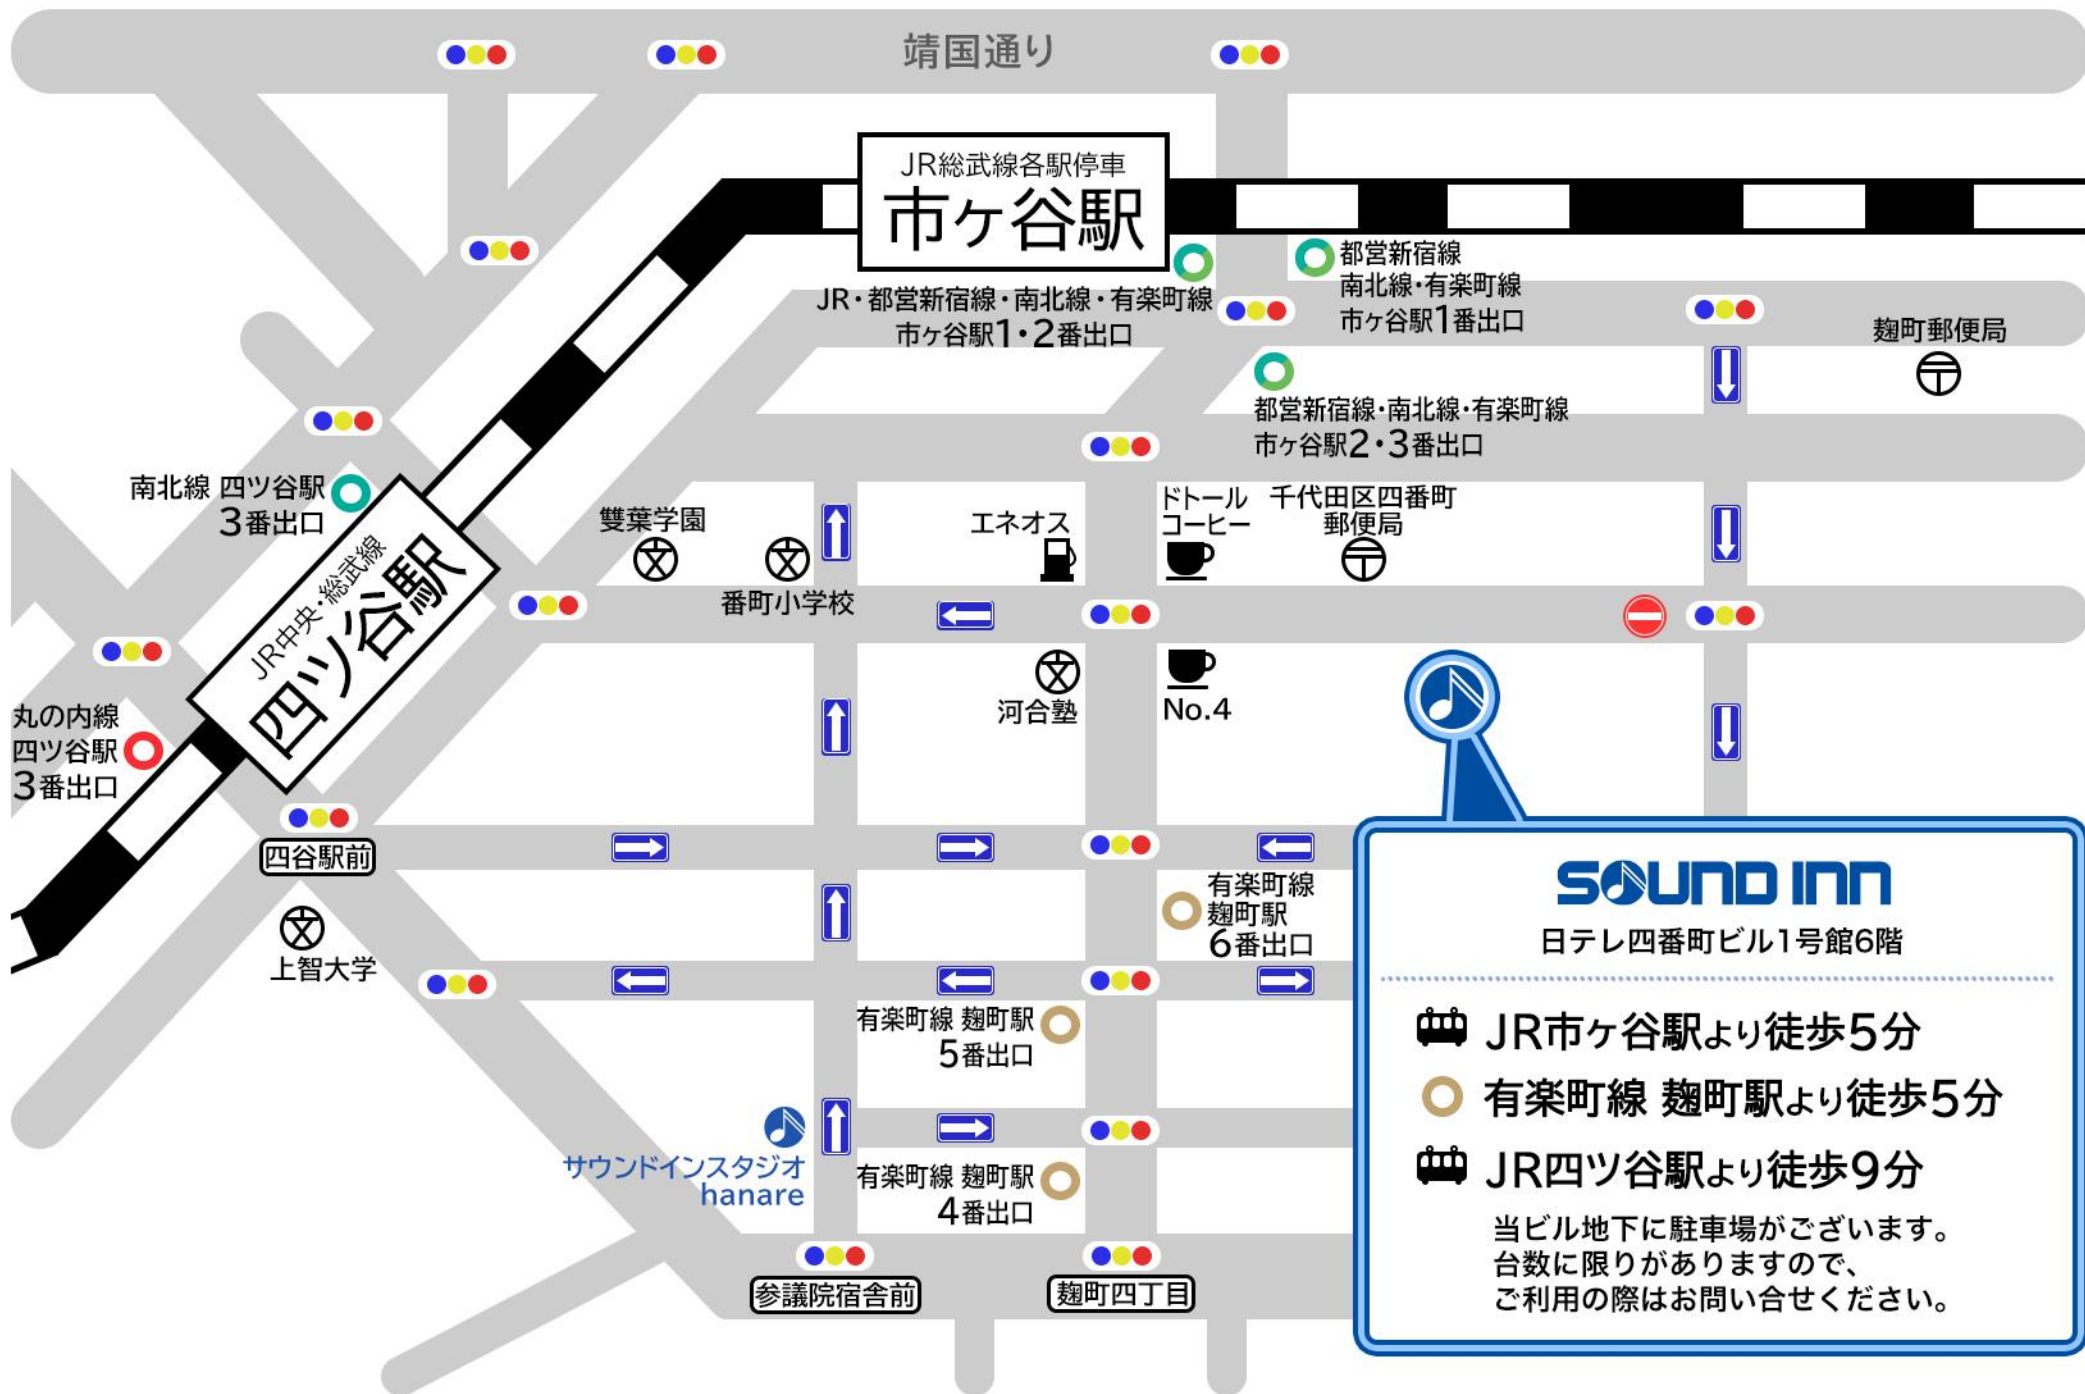 靖国通り
JR総武線各駅停車
市ヶ谷駅
都営新宿線
南北線・有楽町線
市ヶ谷駅1番出口
JR・都営新宿線・南北線・有楽町線
市ヶ谷駅1・2番出口
麹町郵便局
都営新宿線・南北線・有楽町線
市ヶ谷駅2・3番出口
南北線 四ツ谷駅
3番出口
JR中央・総武線
四ツ谷駅
雙葉学園
番町小学校
エネオス
ドトール
コーヒー
千代田区四番町
郵便局
丸の内線
四ツ谷駅
3番出口
河合塾
No.4
四谷駅前
上智大学
有楽町線
麹町駅
6番出口
有楽町線 麹町駅
5番出口
サウンドインスタジオ
hanare
有楽町線 麹町駅
4番出口
参議院宿舎前
麹町四丁目
SOUND INN
日テレ四番町ビル1号館6階
JR市ヶ谷駅より徒歩5分
有楽町線 麹町駅より徒歩5分
JR四ツ谷駅より徒歩9分
当ビル地下に駐車場がございます。
台数に限りがありますので、
ご利用の際はお問い合せください。